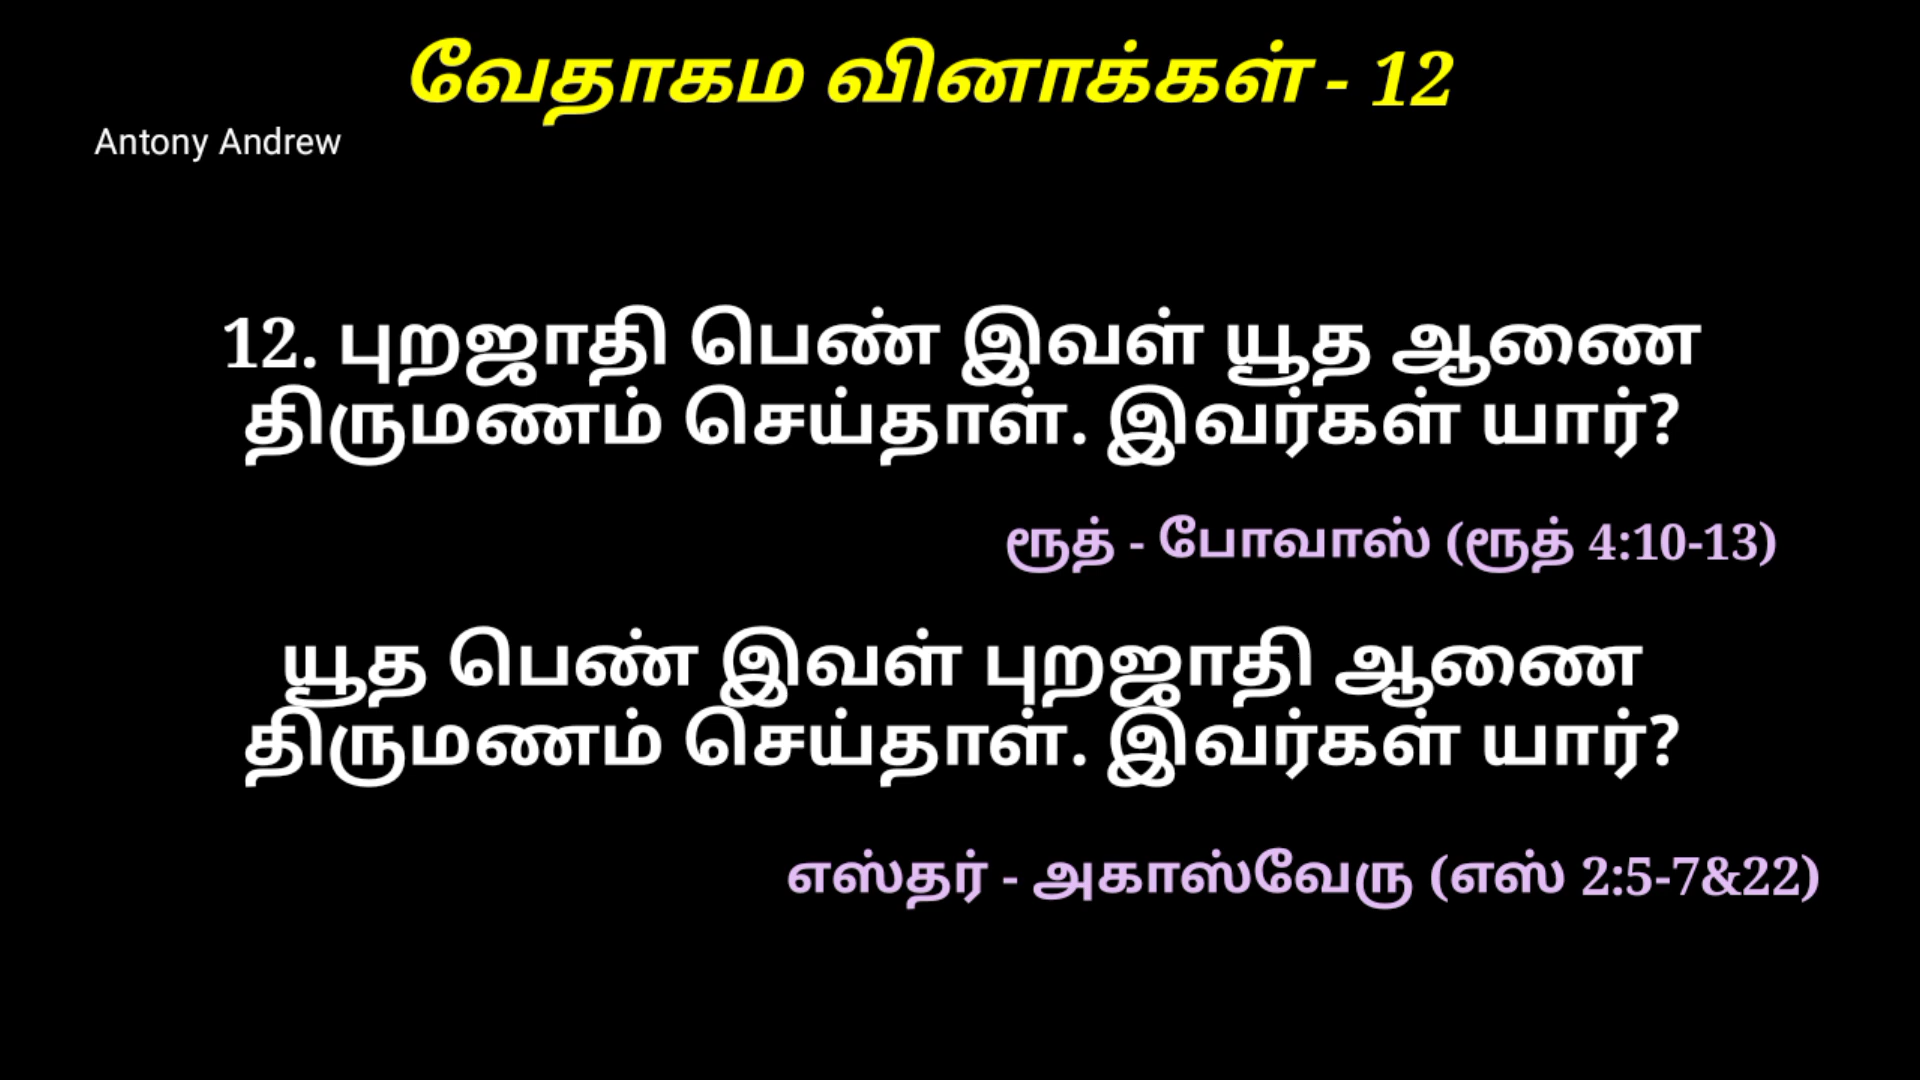 வேதாகம வினாக்கள் - 12
Antony Andrew
12. புறஜாதி பெண் இவள் யூத ஆணை
திருமணம் செய்தாள். இவர்கள் யார்?
ரூத் - போவாஸ் (ரூத் 4:10-13)
யூத பெண் இவள் புறஜாதி ஆணை
திருமணம் செய்தாள். இவர்கள் யார்?
எஸ்தர் - அகாஸ்வேரு (எஸ் 2:5-7&22)